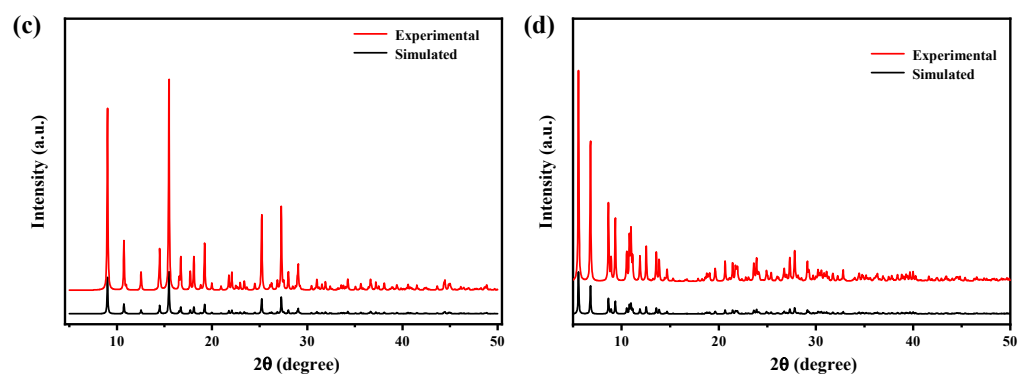 (c)
Experimental
Simulated
Intensity (a.u.)
10 20 30 40 50
2θ (degree)
(d)
Experimental
Simulated
Intensity (a.u.)
10 20 30 40 50
2θ (degree)